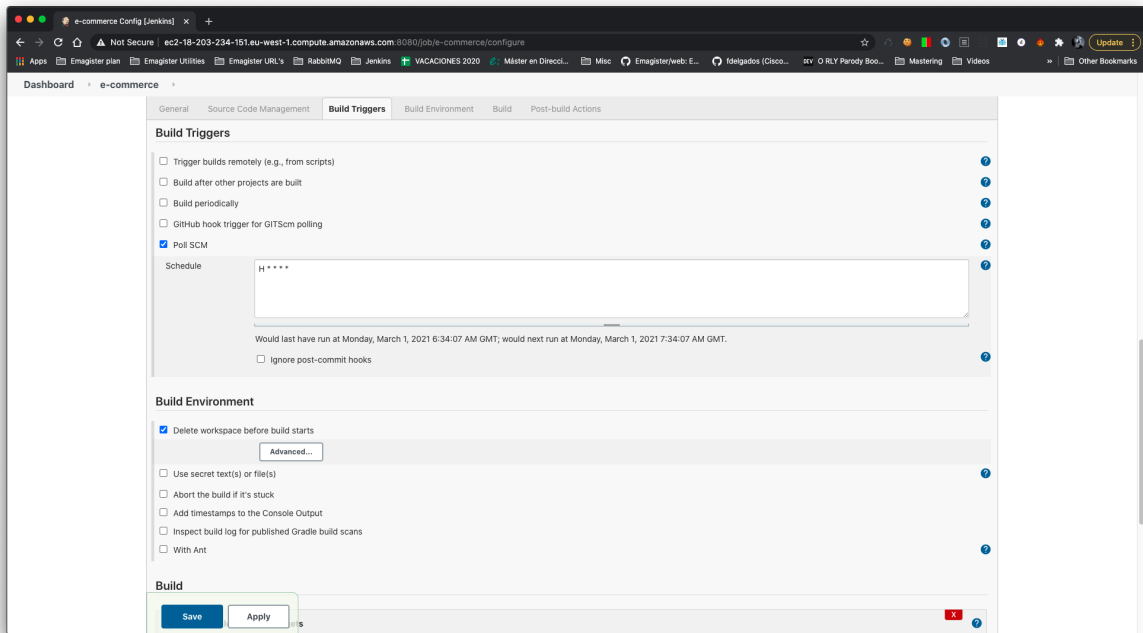 e-commerce Config [Jenkins]
Not Secure | ec2-18-203-234-151.eu-west-1.compute.amazonaws.com:8080/job/e-commerce/configure
Update
Apps Emagister plan Emagister Utilities Emagister URL's RabbitMQ Jenkins VACACIONES 2020 Máster en Direcci... Misc Emagister/web: E... fdelgados (Cisco... DEV O RLY Parody Boo... Mastering Videos » Other Bookmarks
Dashboard e-commerce
General Source Code Management Build Triggers Build Environment Build Post-build Actions
Build Triggers
Trigger builds remotely (e.g., from scripts)
Build after other projects are built
Build periodically
GitHub hook trigger for GITScm polling
Poll SCM
Schedule
H * * * *
Would last have run at Monday, March 1, 2021 6:34:07 AM GMT; would next run at Monday, March 1, 2021 7:34:07 AM GMT.
Ignore post-commit hooks
Build Environment
Delete workspace before build starts
Advanced...
Use secret text(s) or file(s)
Abort the build if it's stuck
Add timestamps to the Console Output
Inspect build log for published Gradle build scans
With Ant
Build
Save Apply
X